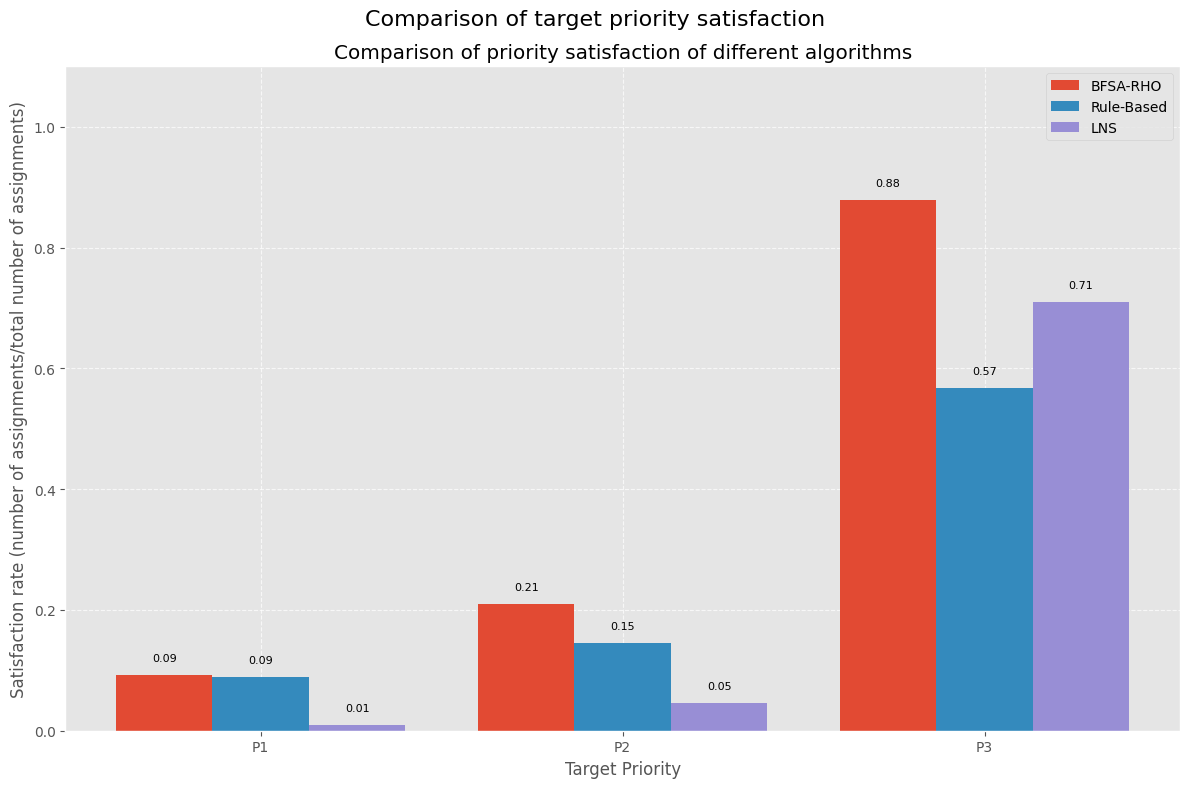 Comparison of target priority satisfaction
Comparison of priority satisfaction of different algorithms
BFSA-RHO
Rule-Based
LNS
Satisfaction rate (number of assignments/total number of assignments)
1.0
0.8
0.6
0.4
0.2
0.0
0.09
0.09
0.01
0.21
0.15
0.05
0.88
0.57
0.71
P1
P2
P3
Target Priority